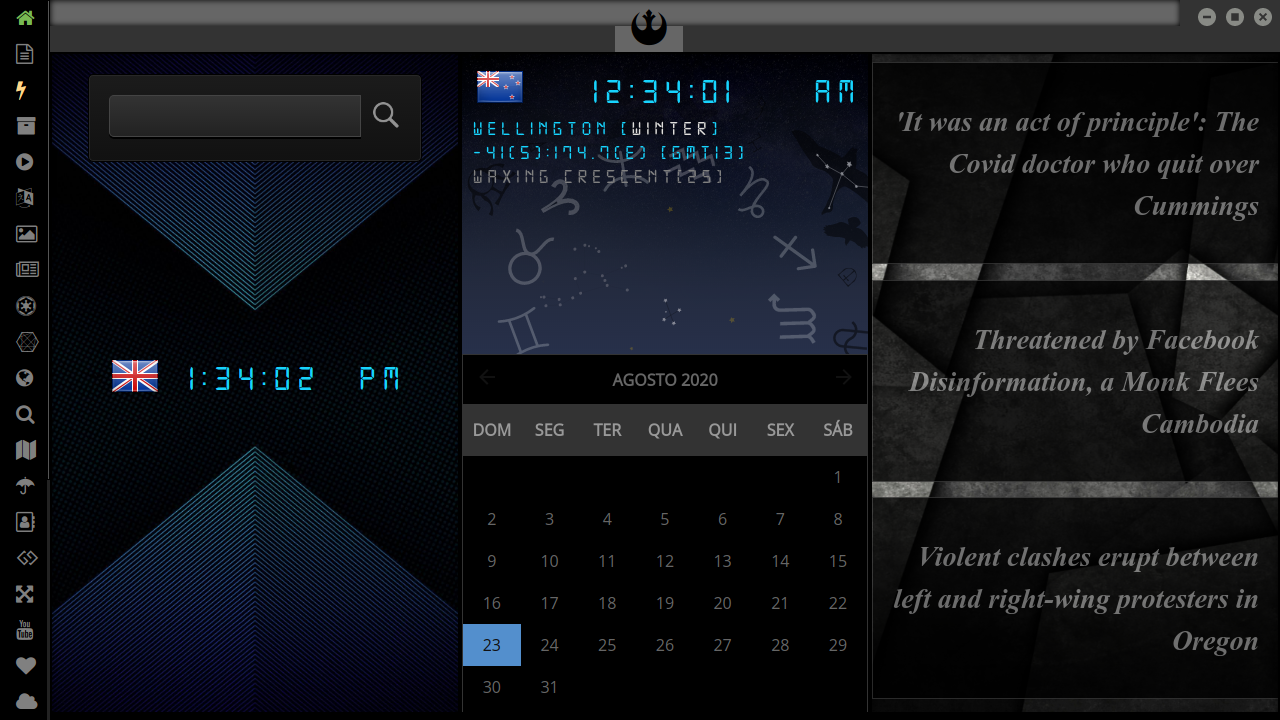 1:34:02 PM
12:34:01 AM
WELLINGTON [WINTER]
-41(S):174.7(E) [GMT13]
WAXING CRESCENT[25]
AGOSTO 2020
DOM SEG TER QUA QUI SEX SÁB
1
2 3 4 5 6 7 8
9 10 11 12 13 14 15
16 17 18 19 20 21 22
23 24 25 26 27 28 29
30 31
'It was an act of principle': The
Covid doctor who quit over
Cummings
Threatened by Facebook
Disinformation, a Monk Flees
Cambodia
Violent clashes erupt between
left and right-wing protesters in
Oregon
You
Tube